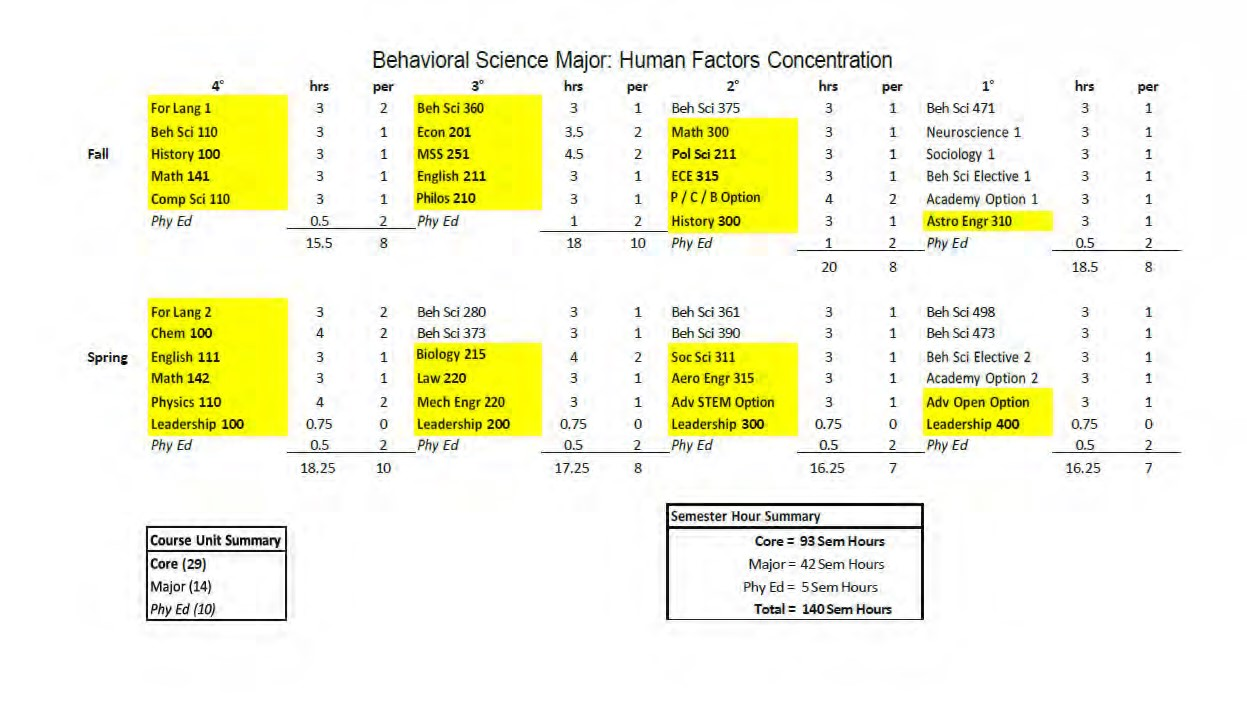 Behavioral Science Major: Human Factors Concentration
4° hrs per 3° hrs per 2° hrs per 1° hrs per
For Lang 1 3 2 Beh Sci 360 3 1 Beh Sci 375 3 1 Beh Sci 471 3 1
Beh Sci 110 3 1 Econ 201 3.5 2 Math 300 3 1 Neuroscience 1 3 1
Fall History 100 3 1 MSS 251 4.5 2 Pol Sci 211 3 1 Sociology 1 3 1
Math 141 3 1 English 211 3 1 ECE 315 3 1 Beh Sci Elective 1 3 1
Comp Sci 110 3 1 Philos 210 3 1 P / C / B Option 4 2 Academy Option 1 3 1
Phy Ed 0.5 2 Phy Ed 1 2 History 300 3 1 Astro Engr 310 3 1
15.5 8 18 10 Phy Ed 1 2 Phy Ed 0.5 2
20 8 18.5 8
For Lang 2 3 2 Beh Sci 280 3 1 Beh Sci 361 3 1 Beh Sci 498 3 1
Chem 100 4 2 Beh Sci 373 3 1 Beh Sci 390 3 1 Beh Sci 473 3 1
Spring English 111 3 1 Biology 215 4 2 Soc Sci 311 3 1 Beh Sci Elective 2 3 1
Math 142 3 1 Law 220 3 1 Aero Engr 315 3 1 Academy Option 2 3 1
Physics 110 4 2 Mech Engr 220 3 1 Adv STEM Option 3 1 Adv Open Option 3 1
Leadership 100 0.75 0 Leadership 200 0.75 0 Leadership 300 0.75 0 Leadership 400 0.75 0
Phy Ed 0.5 2 Phy Ed 0.5 2 Phy Ed 0.5 2 Phy Ed 0.5 2
18.25 10 17.25 8 16.25 7 16.25 7
Course Unit Summary
Core (29)
Major (14)
Phy Ed (10)
Semester Hour Summary
Core = 93 Sem Hours
Major = 42 Sem Hours
Phy Ed = 5 Sem Hours
Total = 140 Sem Hours